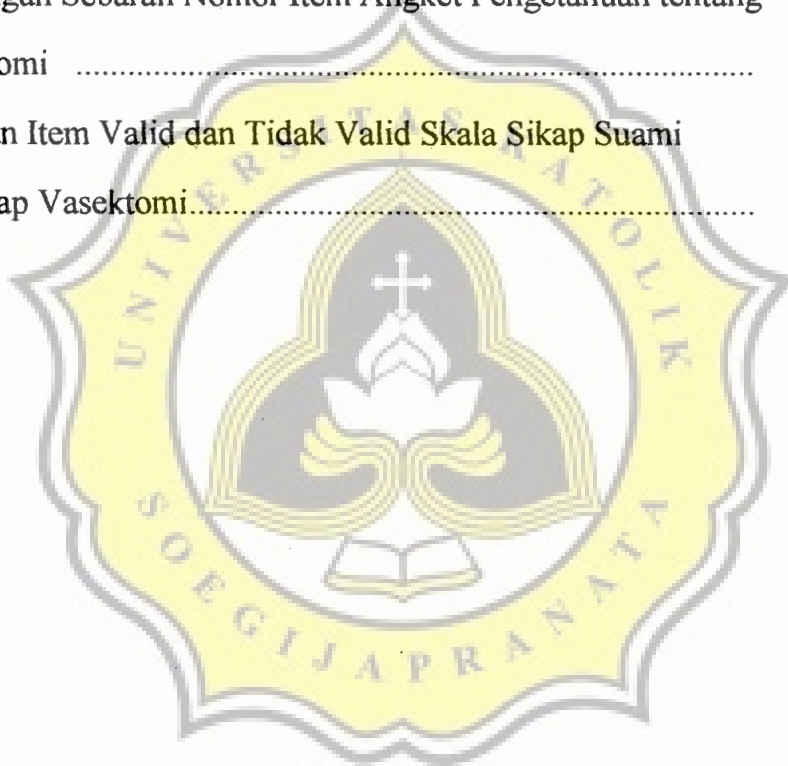 gan Sebaran Nomor Item Angket Pengetahuan tentang
omi ........................................................................
n Item Valid dan Tidak Valid Skala Sikap Suami
ap Vasektomi............................................................
UNIVERSITAS KATOLIK
SOEGIJAPRANATA